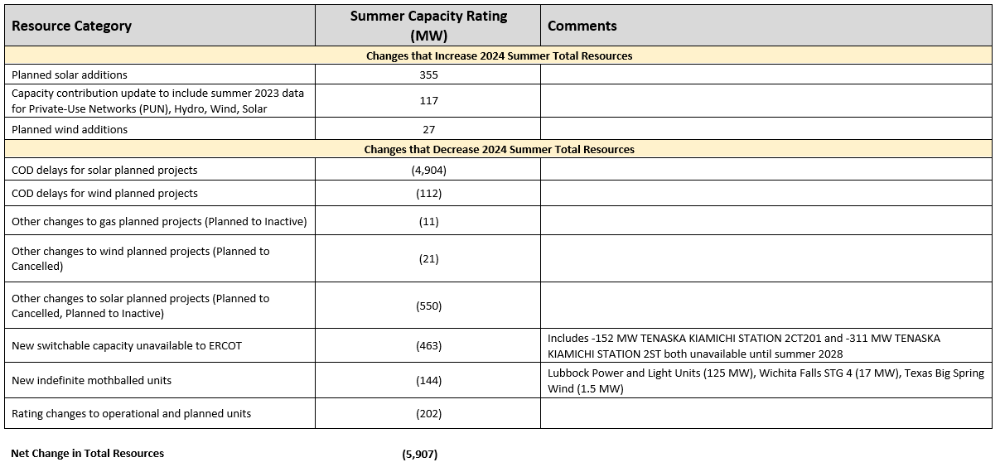 Resource Category
Summer Capacity Rating
(MW)
Comments
Changes that Increase 2024 Summer Total Resources
Planned solar additions
355
Capacity contribution update to include summer 2023 data
for Private-Use Networks (PUN), Hydro, Wind, Solar
117
Planned wind additions
27
Changes that Decrease 2024 Summer Total Resources
COD delays for solar planned projects
(4,904)
COD delays for wind planned projects
(112)
Other changes to gas planned projects (Planned to Inactive)
(11)
Other changes to wind planned projects (Planned to
Cancelled)
(21)
Other changes to solar planned projects (Planned to
Cancelled, Planned to Inactive)
(550)
New switchable capacity unavailable to ERCOT
(463)
Includes -152 MW TENASKA KIAMICHI STATION 2CT201 and -311 MW TENASKA
KIAMICHI STATION 2ST both unavailable until summer 2028
New indefinite mothballed units
(144)
Lubbock Power and Light Units (125 MW), Wichita Falls STG 4 (17 MW), Texas Big Spring
Wind (1.5 MW)
Rating changes to operational and planned units
(202)
Net Change in Total Resources
(5,907)